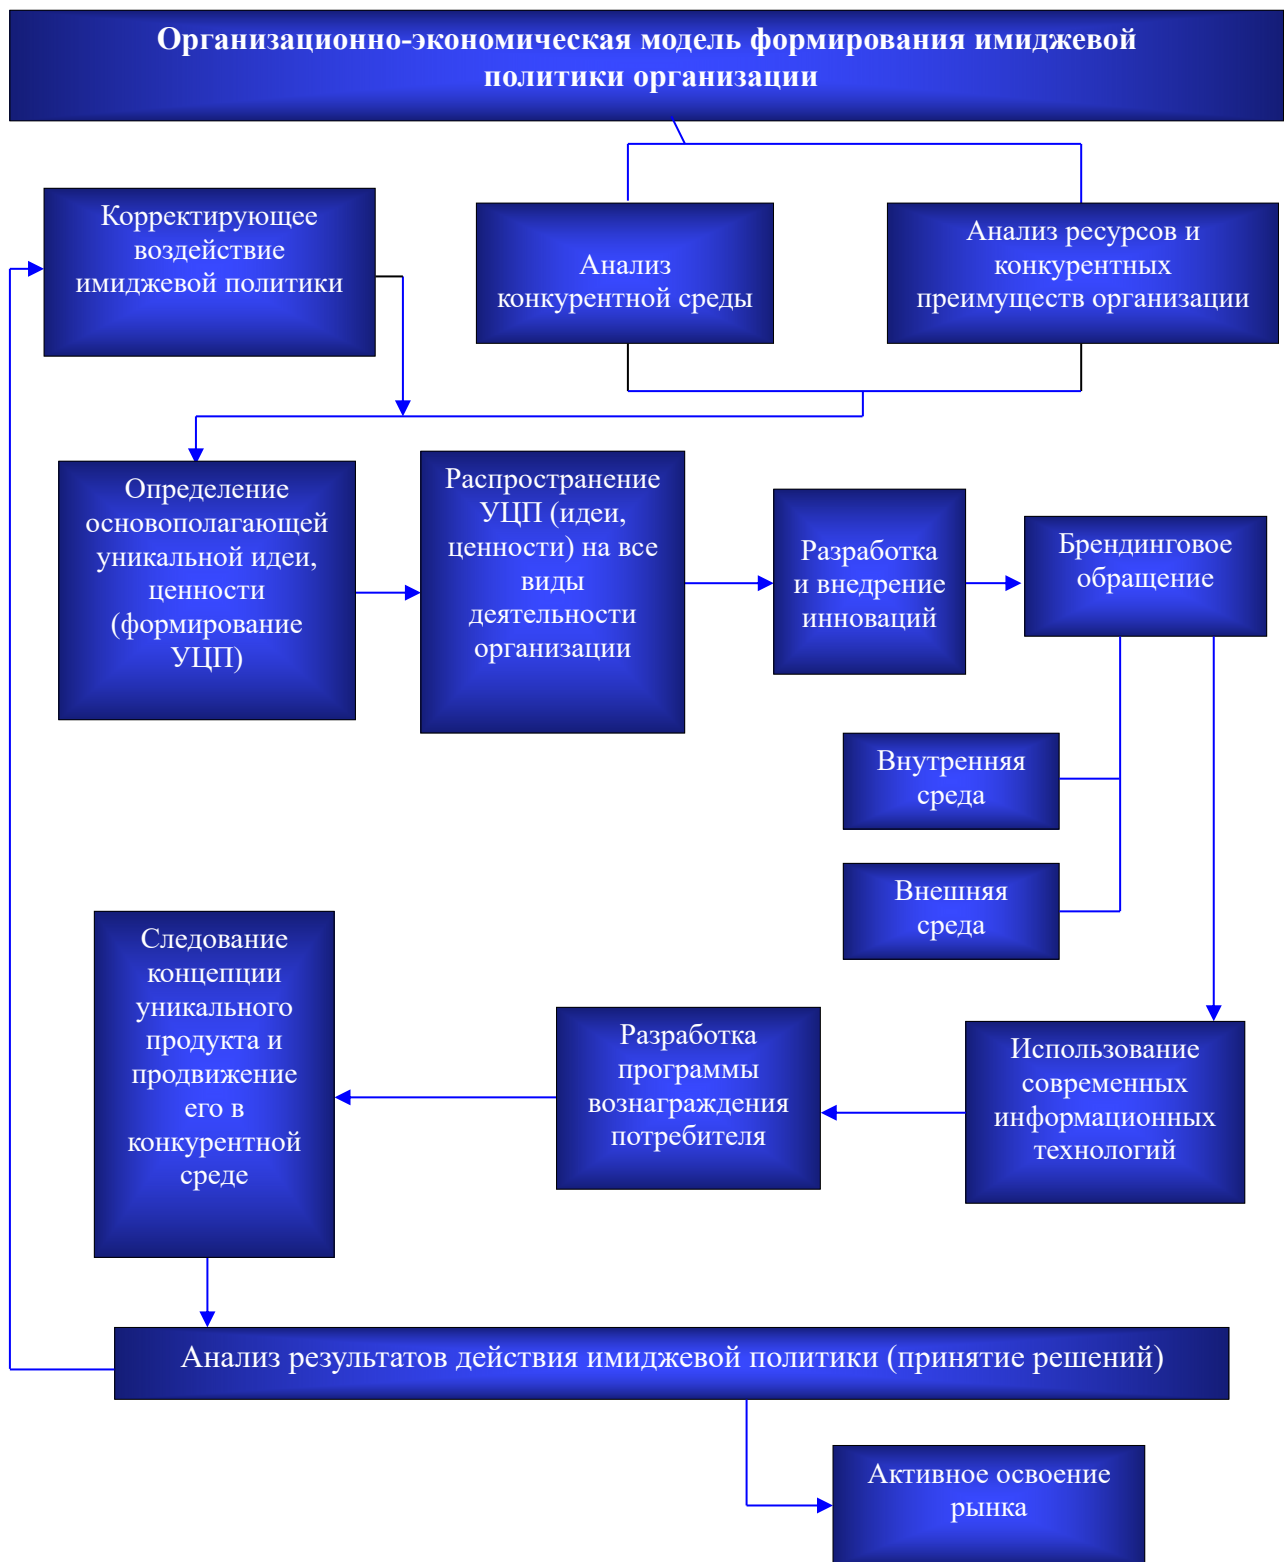 Организационно-экономическая модель формирования имиджевой
политики организации
Корректирующее
воздействие
имиджевой политики
Анализ
конкурентной среды
Анализ ресурсов и
конкурентных
преимуществ организации
Определение
основополагающей
уникальной идеи,
ценности
(формирование
УЦП)
Распространение
УЦП (идеи,
ценности) на все
виды
деятельности
организации
Разработка
и внедрение
инноваций
Брендинговое
обращение
Внутренняя
среда
Внешняя
среда
Следование
концепции
уникального
продукта и
продвижение
его в
конкурентной
среде
Разработка
программы
вознаграждения
потребителя
Использование
современных
информационных
технологий
Анализ результатов действия имиджевой политики (принятие решений)
Активное освоение
рынка